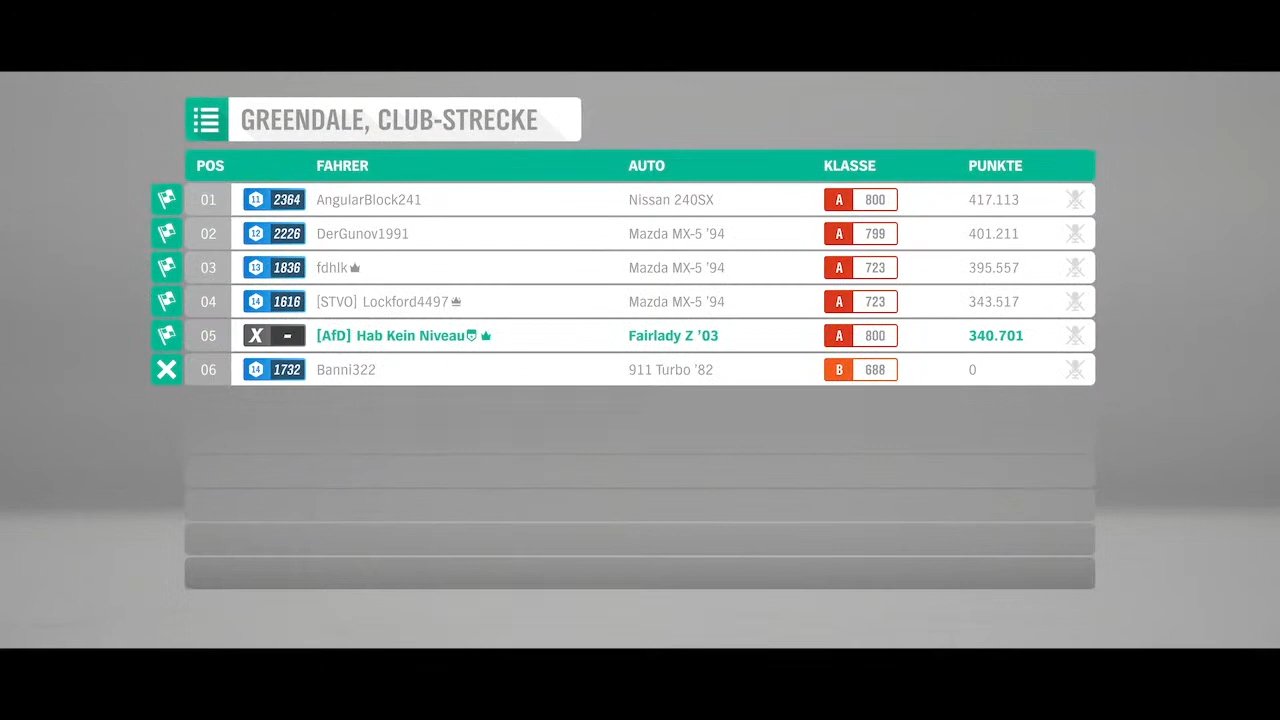 GREENDALE, CLUB-STRECKE
POS FAHRER AUTO KLASSE PUNKTE
01 11 2364 AngularBlock241 Nissan 240SX A 800 417.113
02 12 2226 DerGunov1991 Mazda MX-5 '94 A 799 401.211
03 13 1836 fdhlk Mazda MX-5 '94 A 723 395.557
04 14 1616 [STVO] Lockford4497 Mazda MX-5 '94 A 723 343.517
05 X - [AfD] Hab Kein Niveau Fairlady Z '03 A 800 340.701
06 14 1732 Banni322 911 Turbo '82 B 688 0